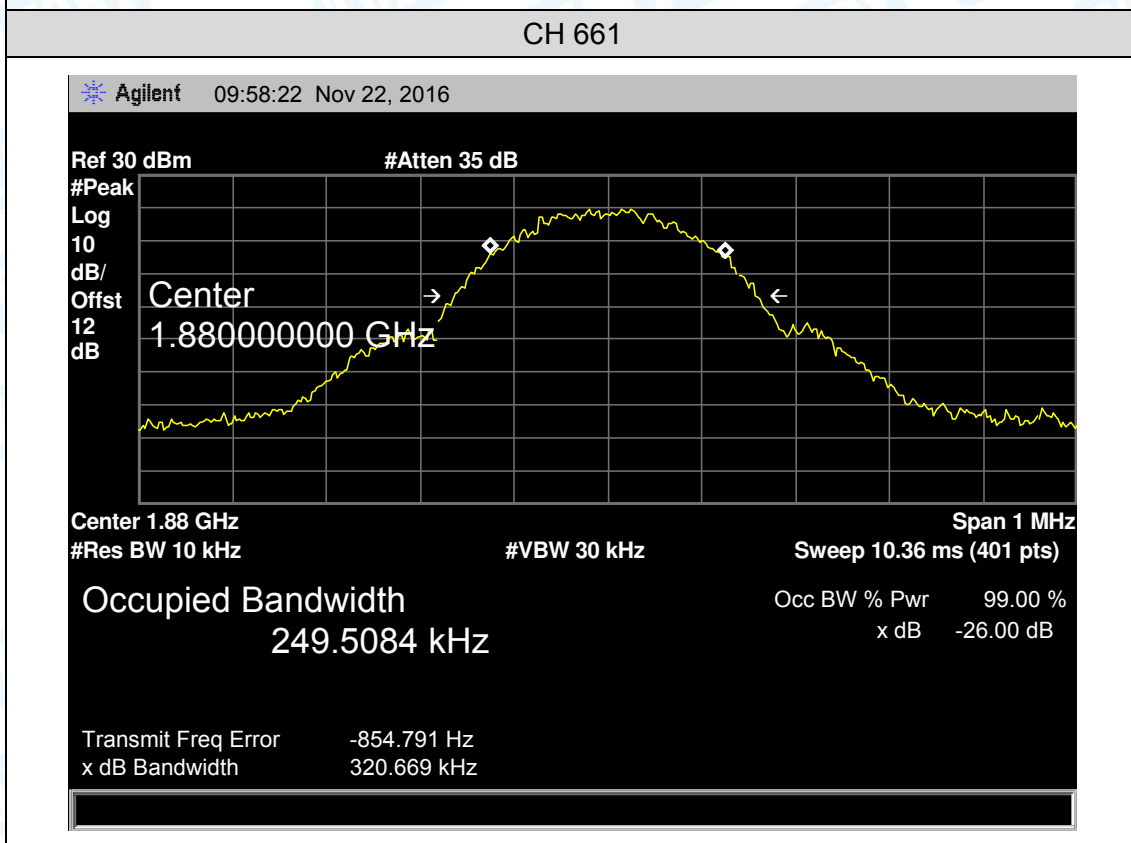 CH 661
Agilent 09:58:22 Nov 22, 2016
Ref 30 dBm #Atten 35 dB
#Peak
Log
10
dB/
Offst
12
dB
Center
1.880000000 GHz
Center 1.88 GHz Span 1 MHz
#Res BW 10 kHz #VBW 30 kHz Sweep 10.36 ms (401 pts)
Occupied Bandwidth Occ BW % Pwr 99.00 %
249.5084 kHz x dB -26.00 dB
Transmit Freq Error -854.791 Hz
x dB Bandwidth 320.669 kHz